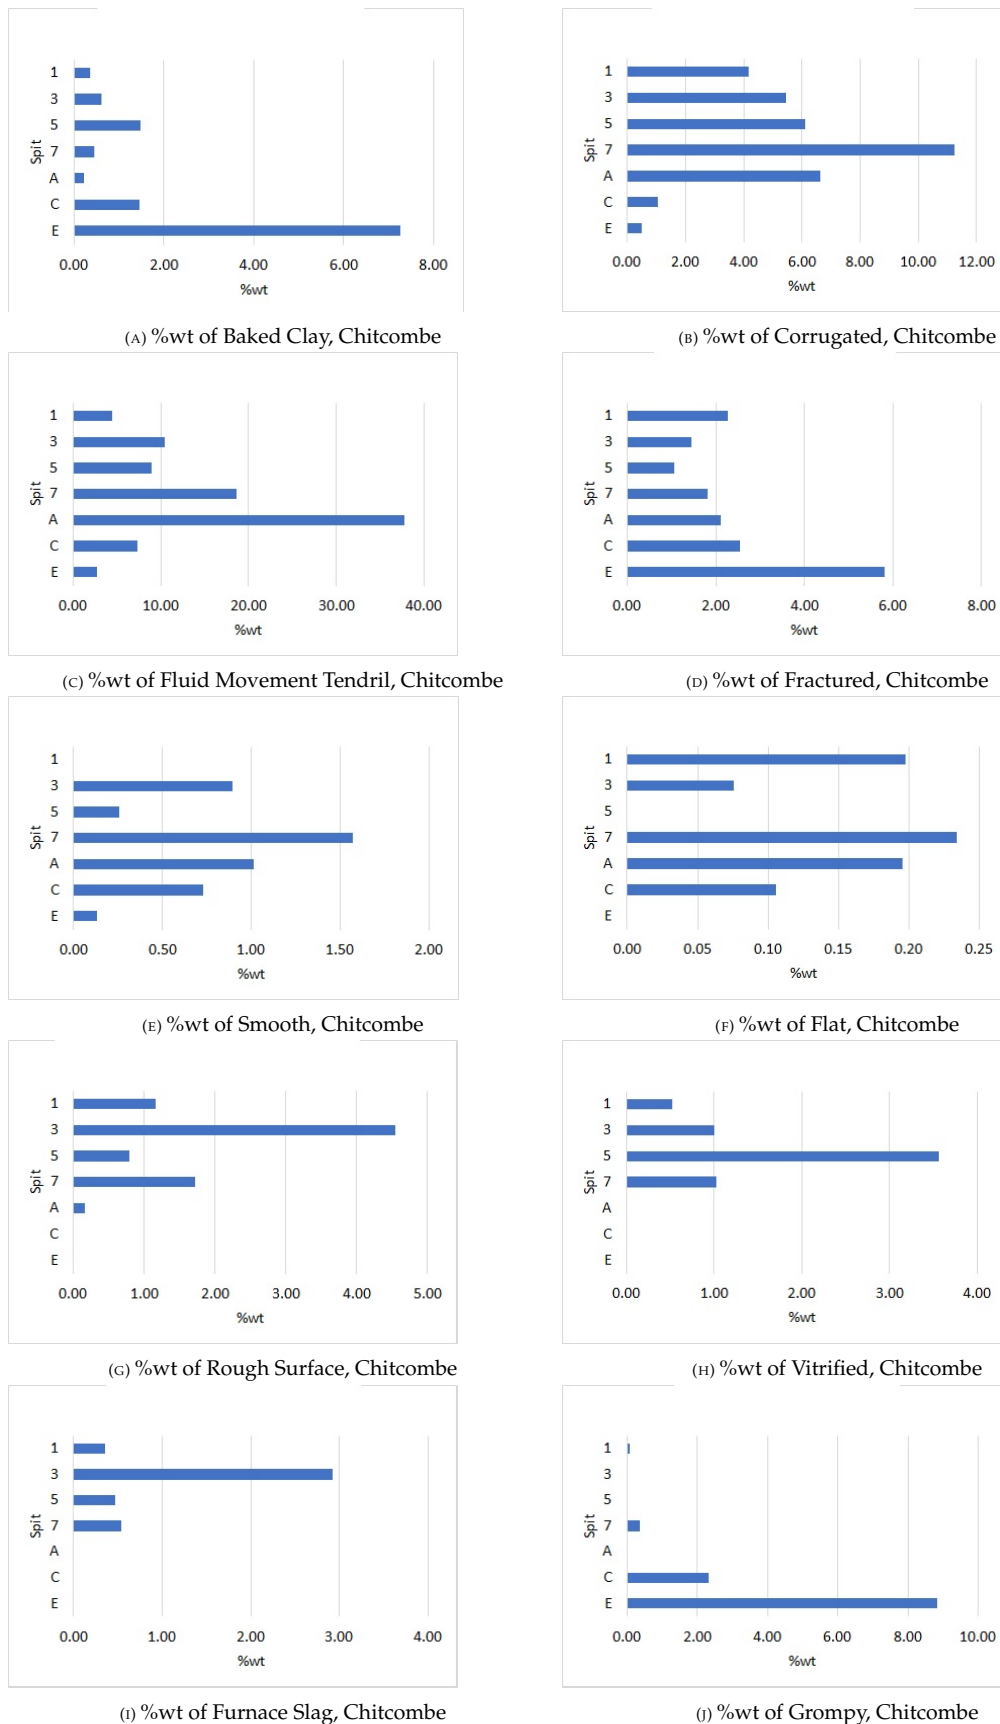 1
3
5
7
A
C
E
Spit
0.00 2.00 4.00 6.00 8.00
%wt
(A) %wt of Baked Clay, Chitcombe
1
3
5
7
A
C
E
Spit
0.00 2.00 4.00 6.00 8.00 10.00 12.00
(B) %wt of Corrugated, Chitcombe
1
3
5
7
A
C
E
Spit
0.00 10.00 20.00 30.00 40.00
%wt
(C) %wt of Fluid Movement Tendril, Chitcombe
1
3
5
7
A
C
E
Spit
0.00 2.00 4.00 6.00 8.00
%wt
(D) %wt of Fractured, Chitcombe
1
3
5
7
A
C
E
Spit
0.00 0.50 1.00 1.50 2.00
%wt
(E) %wt of Smooth, Chitcombe
1
3
5
7
A
C
E
Spit
0.00 0.05 0.10 0.15 0.20 0.25
%wt
(F) %wt of Flat, Chitcombe
1
3
5
7
A
C
E
Spit
0.00 1.00 2.00 3.00 4.00 5.00
%wt
(G) %wt of Rough Surface, Chitcombe
1
3
5
7
A
C
E
Spit
0.00 1.00 2.00 3.00 4.00
%wt
(H) %wt of Vitrified, Chitcombe
1
3
5
7
A
C
E
Spit
0.00 1.00 2.00 3.00 4.00
%wt
(I) %wt of Furnace Slag, Chitcombe
1
3
5
7
A
C
E
Spit
0.00 2.00 4.00 6.00 8.00 10.00
%wt
(J) %wt of Grompy, Chitcombe